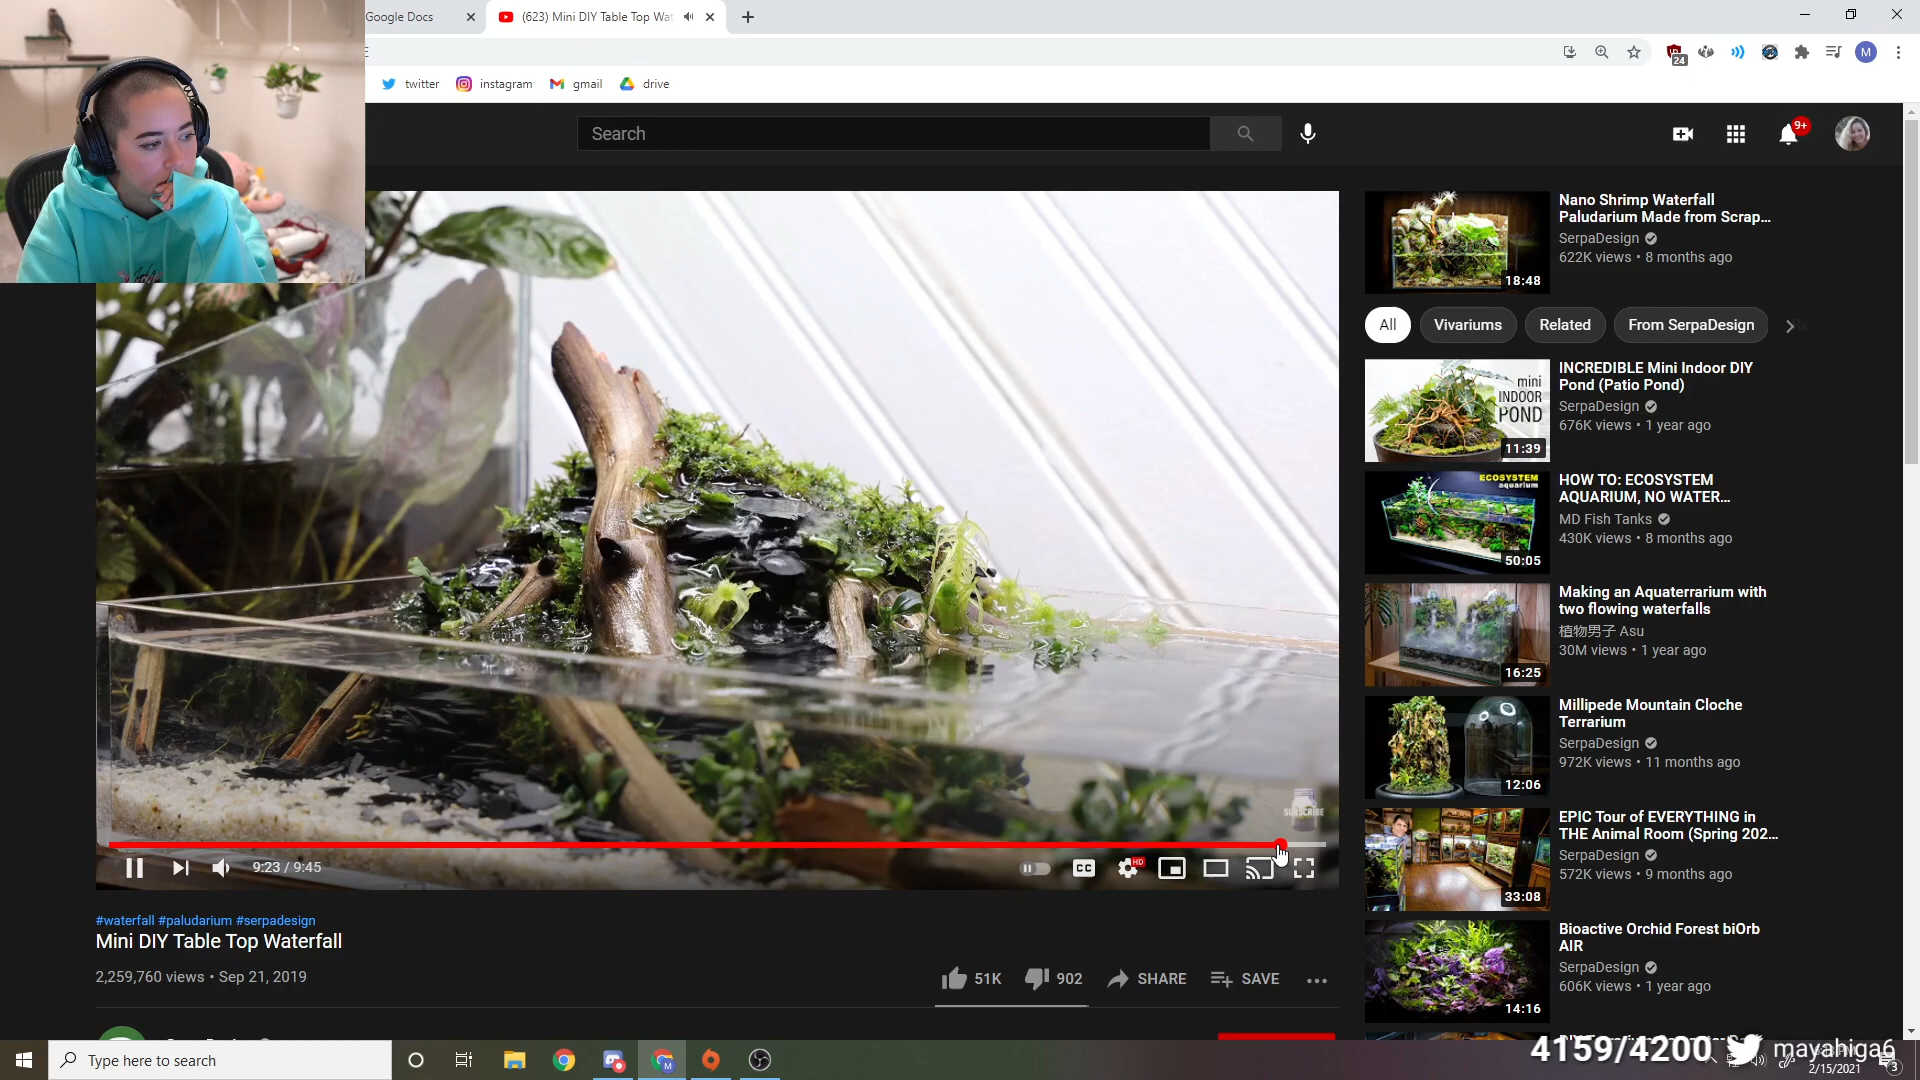 Google Docs
(623) Mini DIY Table Top Wat
24
M
twitter
instagram
gmail
drive
Search
9+
Nano Shrimp Waterfall
Paludarium Made from Scrap...
SerpaDesign
622K views • 8 months ago
18:48
All
Vivariums
Related
From SerpaDesign
mini
INDOOR
POND
11:39
INCREDIBLE Mini Indoor DIY
Pond (Patio Pond)
SerpaDesign
676K views • 1 year ago
ECOSYSTEM
aquarium
50:05
HOW TO: ECOSYSTEM
AQUARIUM, NO WATER...
MD Fish Tanks
430K views • 8 months ago
16:25
Making an Aquaterrarium with
two flowing waterfalls
植物男子 Asu
30M views • 1 year ago
12:06
Millipede Mountain Cloche
Terrarium
SerpaDesign
972K views • 11 months ago
33:08
EPIC Tour of EVERYTHING in
THE Animal Room (Spring 202...
SerpaDesign
572K views • 9 months ago
14:16
Bioactive Orchid Forest biOrb
AIR
SerpaDesign
606K views • 1 year ago
SUBSCRIBE
9:23 / 9:45
CC
HD
#waterfall #paludarium #serpadesign
Mini DIY Table Top Waterfall
2,259,760 views • Sep 21, 2019
51K
902
SHARE
SAVE
Type here to search
M
4159/4200
mayahiga6
2/15/2021
3